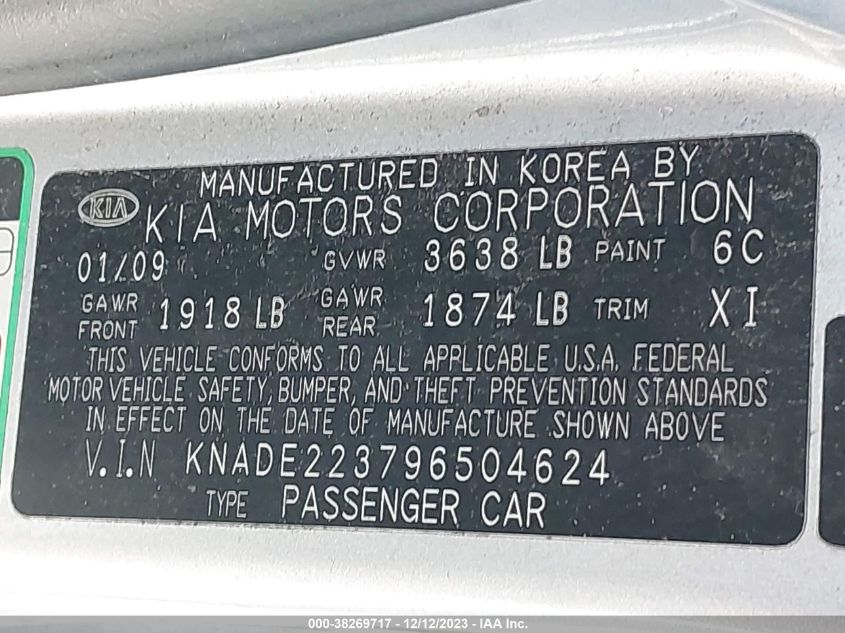 MANUFACTURED IN KOREA BY
KIA KIA MOTORS CORPORATION
01/09 GVWR 3638 LB PAINT 6C
GAWR FRONT 1918 LB GAWR REAR 1874 LB TRIM XI
THIS VEHICLE CONFORMS TO ALL APPLICABLE U.S.A. FEDERAL
MOTOR VEHICLE SAFETY, BUMPER, AND THEFT PREVENTION STANDARDS
IN EFFECT ON THE DATE OF MANUFACTURE SHOWN ABOVE
V.I.N KNADE223796504624
TYPE PASSENGER CAR
000-38269717 - 12/12/2023 - IAA Inc.